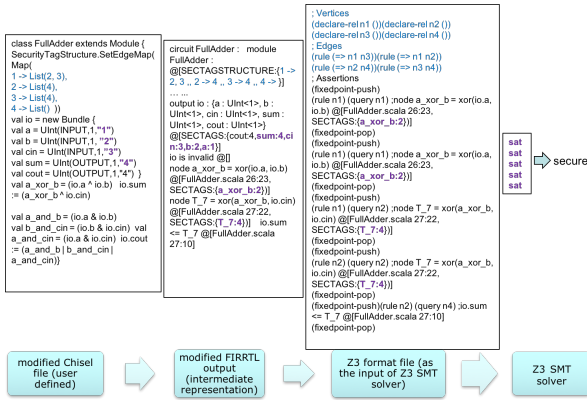 class FullAdder extends Module {
SecurityTagStructure.SetEdgeMap(
Map(
1 -> List(2, 3),
2 -> List(4),
3 -> List(4),
4 -> List() ))
val io = new Bundle {
val a = UInt(INPUT,1,"1")
val b = UInt(INPUT,1, "2")
val cin = UInt(INPUT,1,"3")
val sum = UInt(OUTPUT,1,"4")
val cout = UInt(OUTPUT,1,"4") }
val a_xor_b = (io.a ^ io.b) io.sum
:= (a_xor_b ^ io.cin)
val a_and_b = (io.a & io.b)
val b_and_cin = (io.b & io.cin) val
a_and_cin = (io.a & io.cin) io.cout
:= (a_and_b | b_and_cin |
a_and_cin)}
circuit FullAdder : module
FullAdder :
@[SECTAGSTRUCTURE:{1 ->
2, 3 ,, 2 -> 4 ,, 3 -> 4 ,, 4 -> }]
... ...
output io : {a : UInt<1>, b :
UInt<1>, cin : UInt<1>, sum :
UInt<1>, cout : UInt<1>}
@[SECTAGS:{cout:4,sum:4,ci
n:3,b:2,a:1}]
io is invalid @[]
node a_xor_b = xor(io.a, io.b)
@[FullAdder.scala 26:23,
SECTAGS:{a_xor_b:2})]
node T_7 = xor(a_xor_b, io.cin)
@[FullAdder.scala 27:22,
SECTAGS:{T_7:4})] io.sum
<= T_7 @[FullAdder.scala
27:10]
; Vertices
(declare-rel n1 ())(declare-rel n2 ())
(declare-rel n3 ())(declare-rel n4 ())
; Edges
(rule (=> n1 n3))(rule (=> n1 n2))
(rule (=> n2 n4))(rule (=> n3 n4))
; Assertions
(fixedpoint-push)
(rule n1) (query n1) ;node a_xor_b = xor(io.a,
io.b) @[FullAdder.scala 26:23,
SECTAGS:{a_xor_b:2})]
(fixedpoint-pop)
(fixedpoint-push)
(rule n1) (query n1) ;node a_xor_b = xor(io.a,
io.b) @[FullAdder.scala 26:23,
SECTAGS:{a_xor_b:2})]
(fixedpoint-pop)
(fixedpoint-push)
(rule n1) (query n2) ;node T_7 = xor(a_xor_b,
io.cin) @[FullAdder.scala 27:22,
SECTAGS:{T_7:4})]
(fixedpoint-pop)
(fixedpoint-push)
(rule n2) (query n2) ;node T_7 = xor(a_xor_b,
io.cin) @[FullAdder.scala 27:22,
SECTAGS:{T_7:4})]
(fixedpoint-pop)
(fixedpoint-push)(rule n2) (query n4) ;io.sum
<= T_7 @[FullAdder.scala 27:10]
(fixedpoint-pop)
sat
sat
sat
sat
sat
secure
modified Chisel
file (user
defined)
modified FIRRTL
output
(intermediate
representation)
Z3 format file (as
the input of Z3 SMT
solver)
Z3 SMT
solver